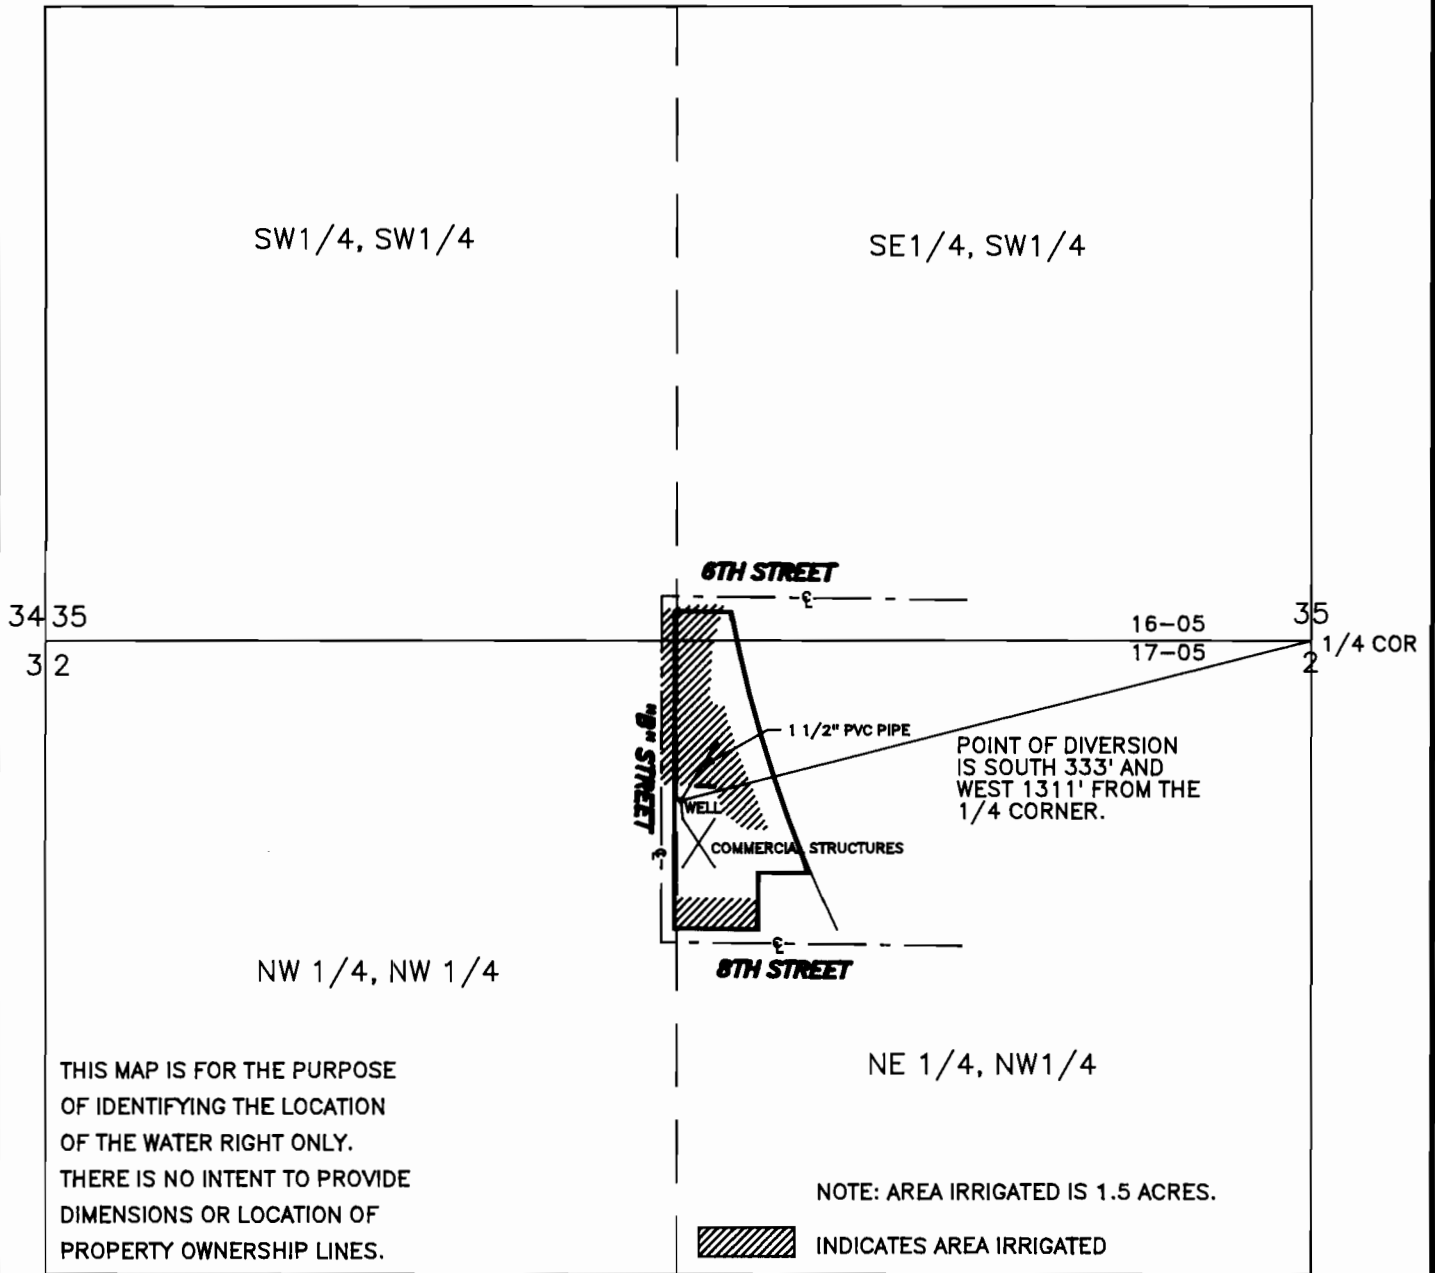 SW1/4, SW1/4
SE1/4, SW1/4
6TH STREET
34 35
16-05
35
3 2
17-05
2
1/4 COR
"B" STREET
1 1/2" PVC PIPE
POINT OF DIVERSION
IS SOUTH 333' AND
WEST 1311' FROM THE
1/4 CORNER.
WELL
COMMERCIAL STRUCTURES
8TH STREET
NW 1/4, NW 1/4
NE 1/4, NW1/4
THIS MAP IS FOR THE PURPOSE
OF IDENTIFYING THE LOCATION
OF THE WATER RIGHT ONLY.
THERE IS NO INTENT TO PROVIDE
DIMENSIONS OR LOCATION OF
PROPERTY OWNERSHIP LINES.
NOTE: AREA IRRIGATED IS 1.5 ACRES.
INDICATES AREA IRRIGATED